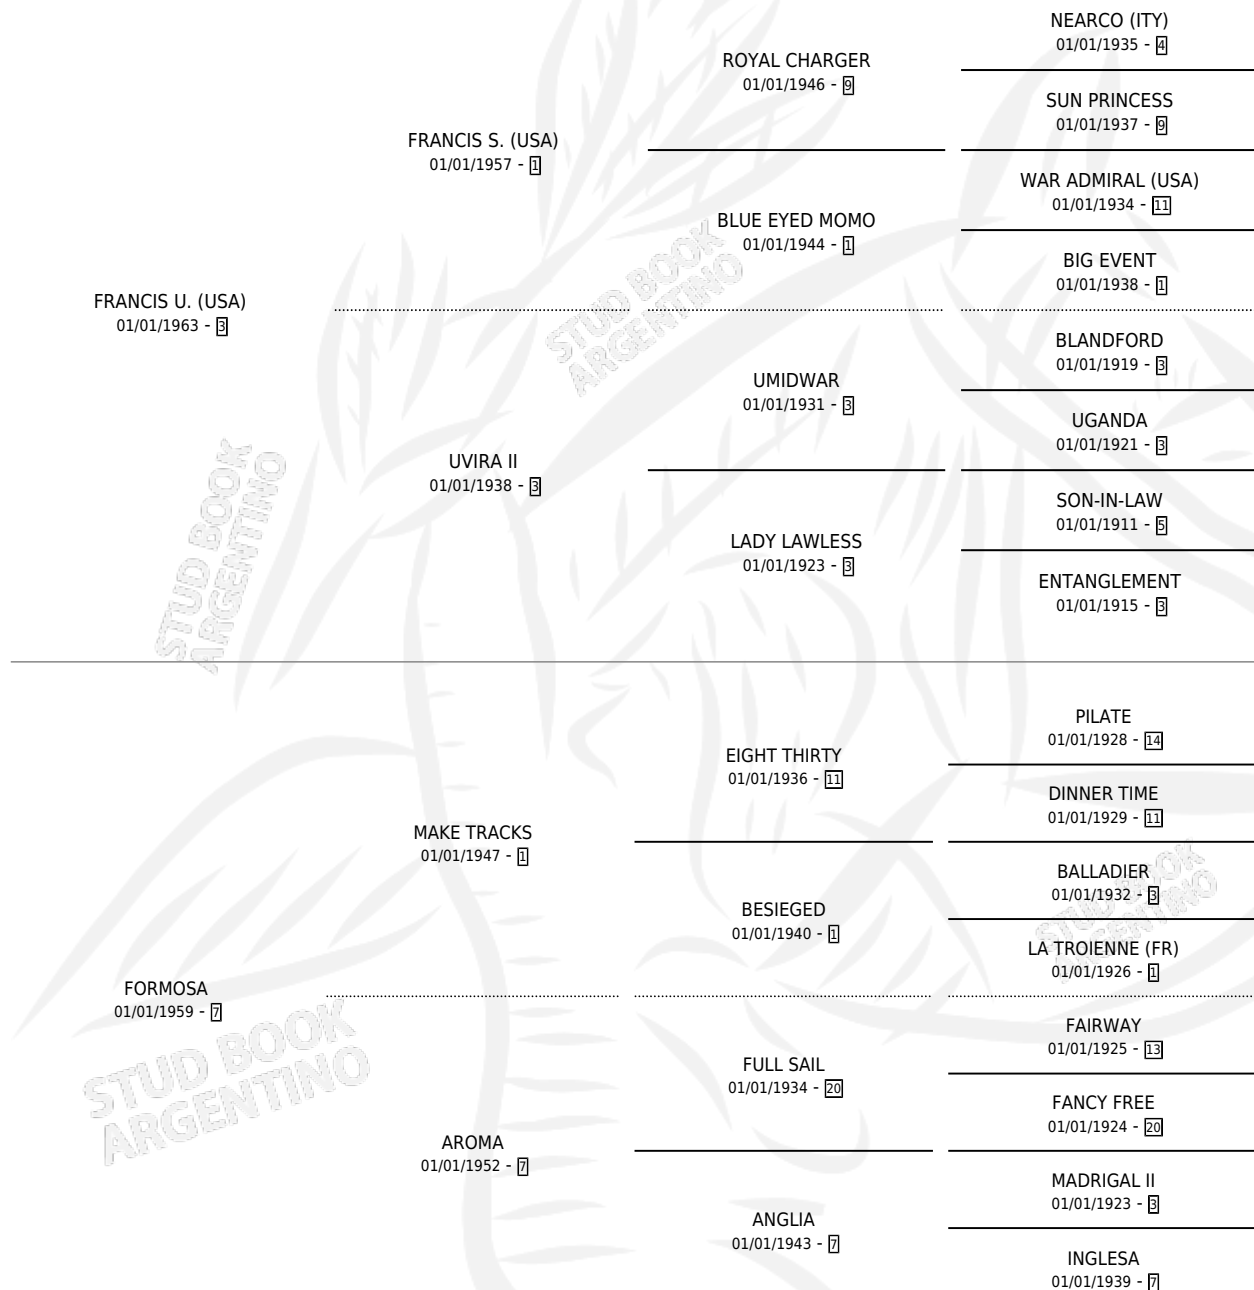 NEARCO (ITY)
01/01/1935 - 4
ROYAL CHARGER
01/01/1946 - 9
SUN PRINCESS
01/01/1937 - 9
FRANCIS S. (USA)
01/01/1957 - 1
WAR ADMIRAL (USA)
01/01/1934 - 11
BLUE EYED MOMO
01/01/1944 - 1
BIG EVENT
01/01/1938 - 1
FRANCIS U. (USA)
01/01/1963 - 3
BLANDFORD
01/01/1919 - 3
UMIDWAR
01/01/1931 - 3
UGANDA
01/01/1921 - 3
UVIRA II
01/01/1938 - 3
SON-IN-LAW
01/01/1911 - 5
LADY LAWLESS
01/01/1923 - 3
ENTANGLEMENT
01/01/1915 - 3
PILATE
01/01/1928 - 14
EIGHT THIRTY
01/01/1936 - 11
DINNER TIME
01/01/1929 - 11
MAKE TRACKS
01/01/1947 - 1
BALLADIER
01/01/1932 - 3
BESIEGED
01/01/1940 - 1
LA TROIENNE (FR)
01/01/1926 - 1
FORMOSA
01/01/1959 - 7
FAIRWAY
01/01/1925 - 13
FULL SAIL
01/01/1934 - 20
FANCY FREE
01/01/1924 - 20
AROMA
01/01/1952 - 7
MADRIGAL II
01/01/1923 - 3
ANGLIA
01/01/1943 - 7
INGLESA
01/01/1939 - 7
STUD BOOK
ARGENTINO
STUD BOOK
ARGENTINO
STUD BOOK
ARGENTINO
STUD BOOK
ARGENTINO